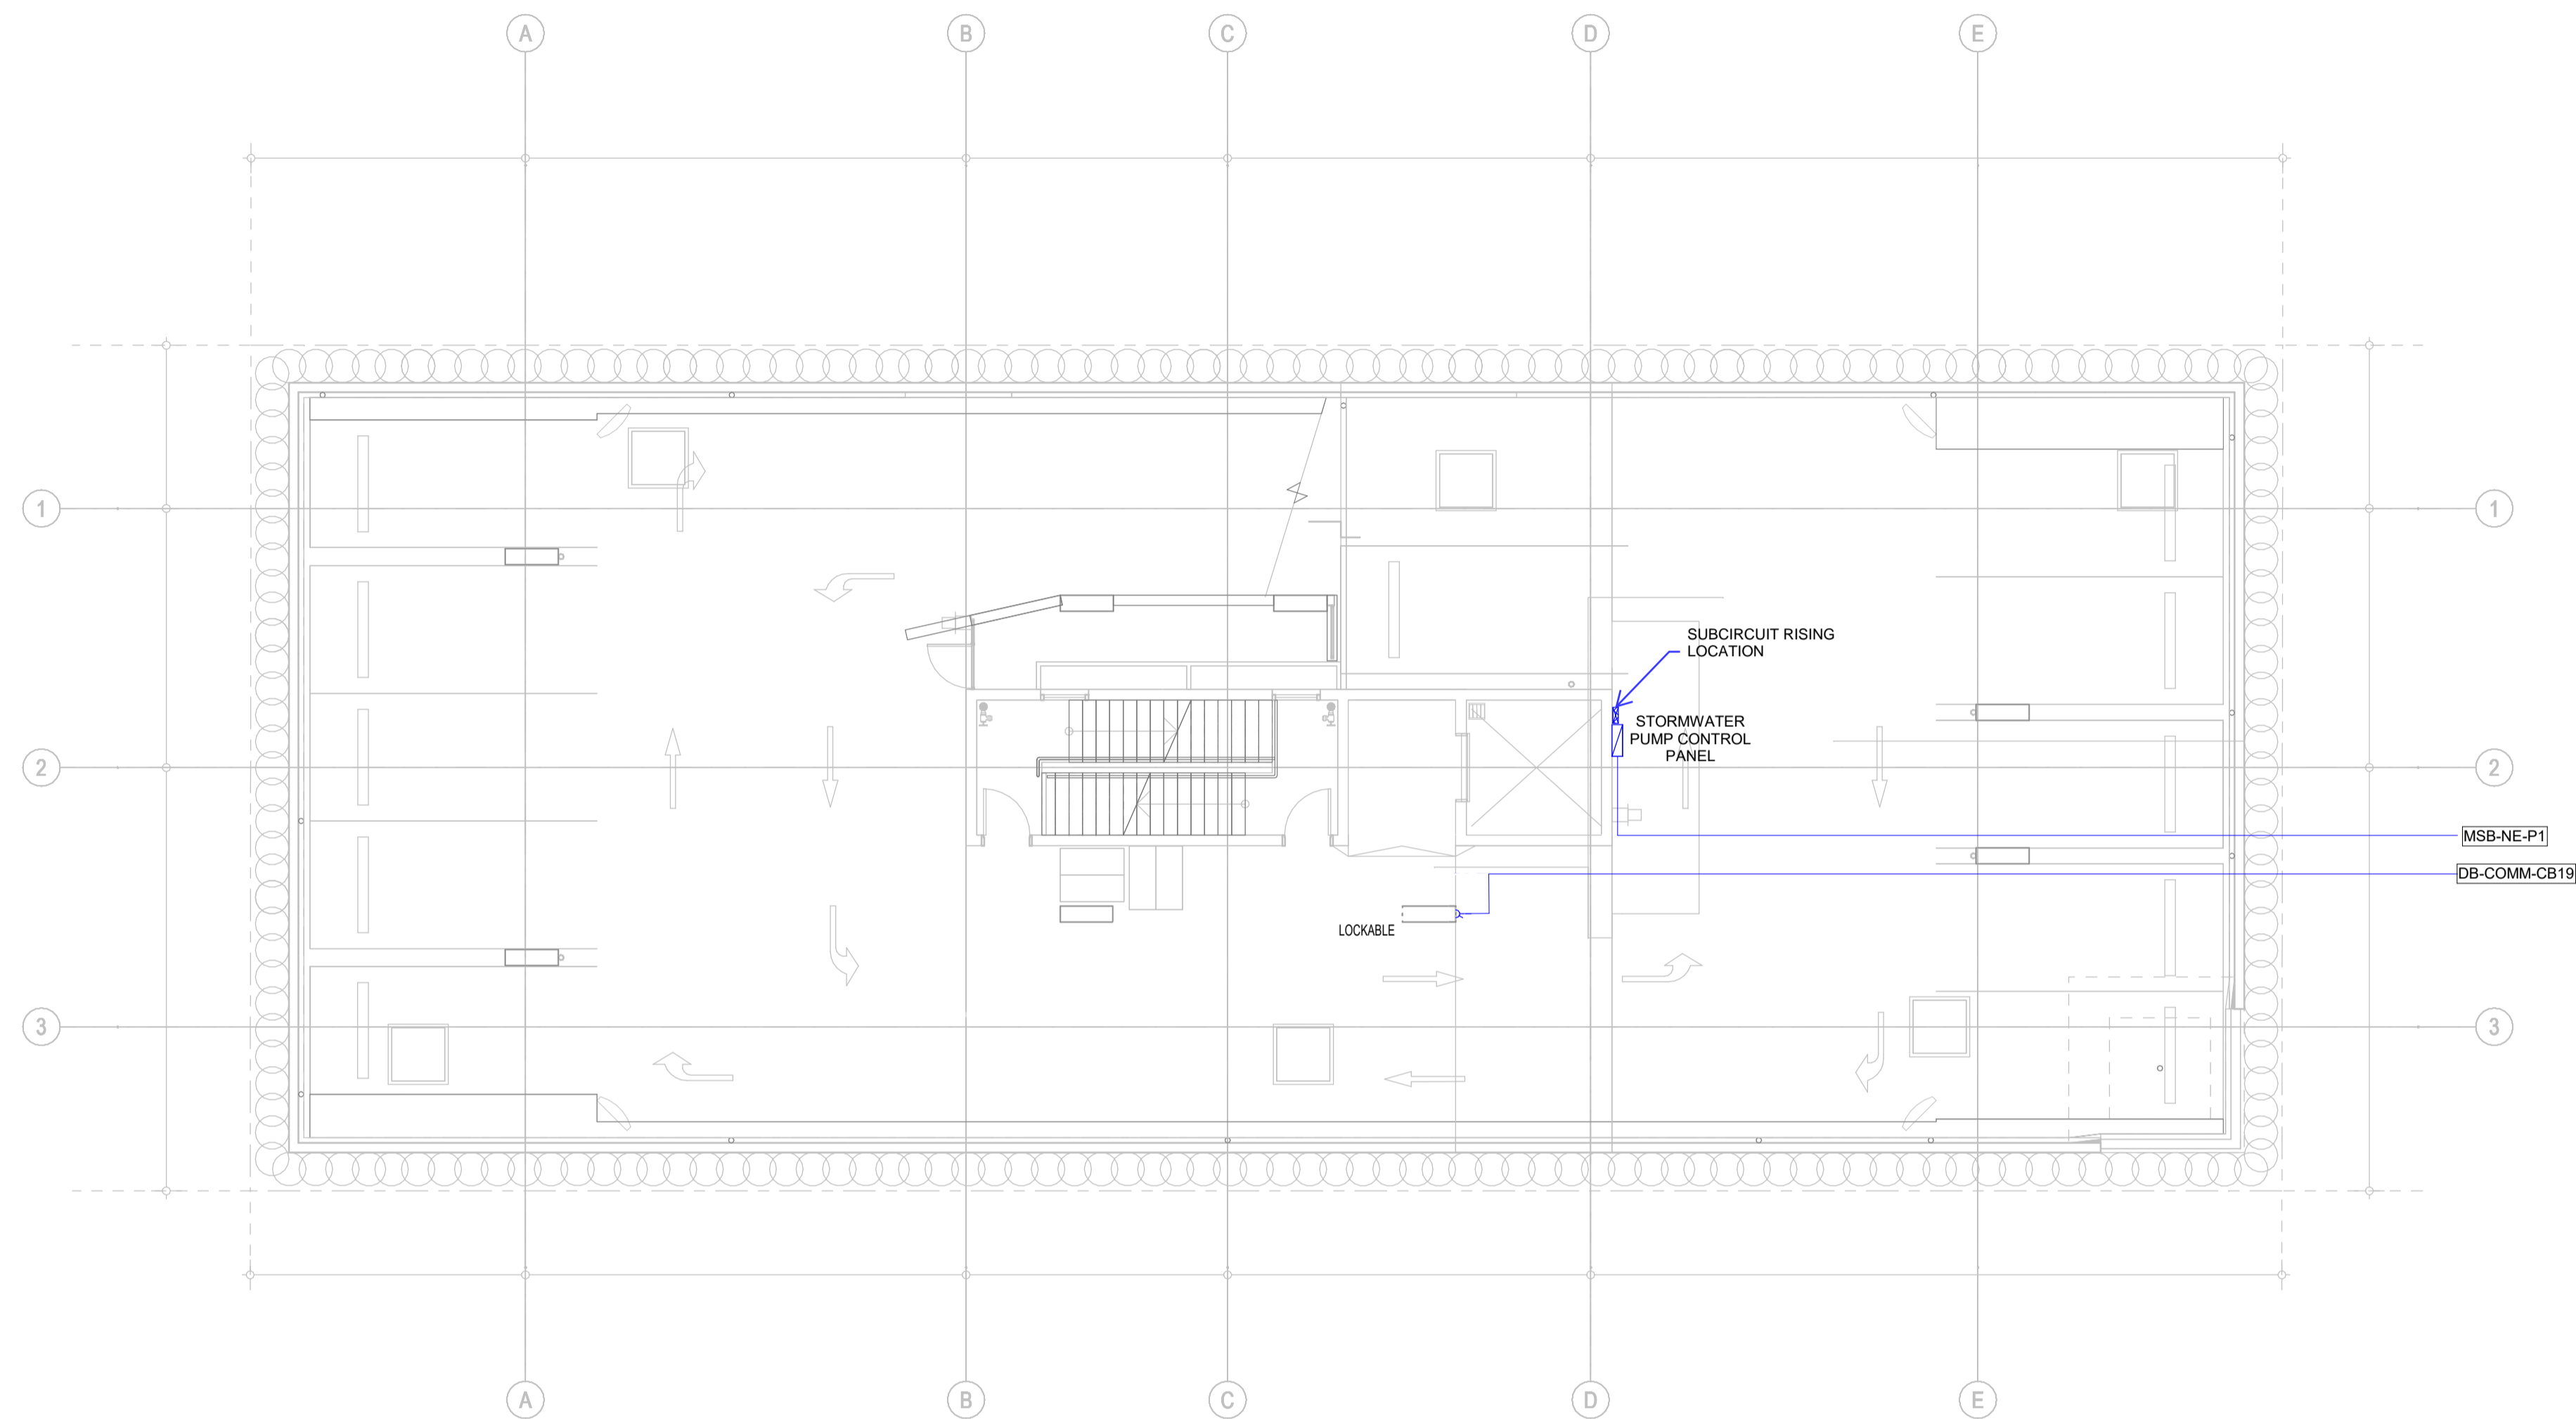 A
B
C
D
E
1
1
SUBCIRCUIT RISING
LOCATION
STORMWATER
PUMP CONTROL
PANEL
2
2
MSB-NE-P1
DB-COMM-CB19
LOCKABLE
3
3
A
B
C
D
E